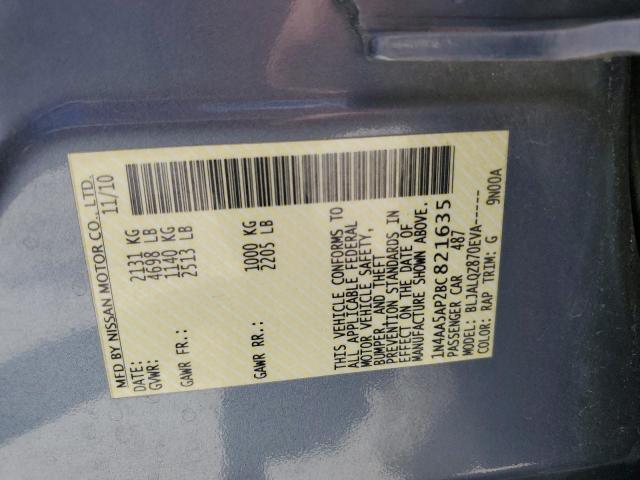 MFD BY NISSAN MOTOR CO., LTD.
DATE: 11/10
GVWR: 2131 KG
4698 LB
GAWR FR.: 1140 KG
2513 LB
GAWR RR.: 1000 KG
2205 LB
THIS VEHICLE CONFORMS TO
ALL APPLICABLE FEDERAL
MOTOR VEHICLE SAFETY,
BUMPER, AND THEFT
PREVENTION STANDARDS IN
EFFECT ON THE DATE OF
MANUFACTURE SHOWN ABOVE.
1N4AA5AP2BC821635
PASSENGER CAR 487
MODEL: BLJALQZB70EVA-----
COLOR: RAP TRIM: G 9N00A